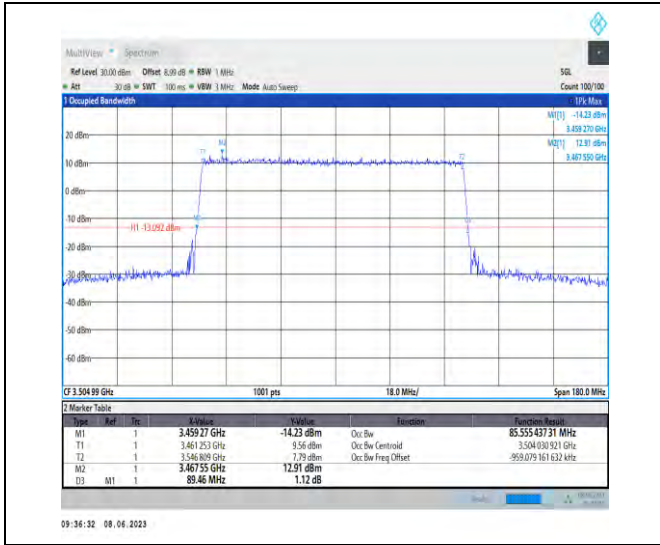 MultiView Spectrum
Ref Level 30.00 dBm Offset 8.99 dB RBW 1 MHz SGL
Att 30 dB SWT 100 ms VBW 3 MHz Mode Auto Sweep Count 100/100
1 Occupied Bandwidth 1Pk Max
M1[1] -14.23 dBm
3.459 270 GHz
20 dBm
M2[1] 12.91 dBm
3.467 550 GHz
M2
T1
T2
10 dBm
0 dBm
-10 dBm
M1
H1 -13.092 dBm
-20 dBm
-30 dBm
-40 dBm
-50 dBm
-60 dBm
CF 3.504 99 GHz 1001 pts 18.0 MHz/ Span 180.0 MHz
2 Marker Table
Type Ref Trc X-Value Y-Value Function Function Result
M1 1 3.459 27 GHz -14.23 dBm Occ Bw 85.555 437 31 MHz
T1 1 3.461 253 GHz 9.56 dBm Occ Bw Centroid 3.504 030 921 GHz
T2 1 3.546 809 GHz 7.79 dBm Occ Bw Freq Offset -959.079 161 632 kHz
M2 1 3.467 55 GHz 12.91 dBm
D3 M1 1 89.46 MHz 1.12 dB
09:36:32 08.06.2023